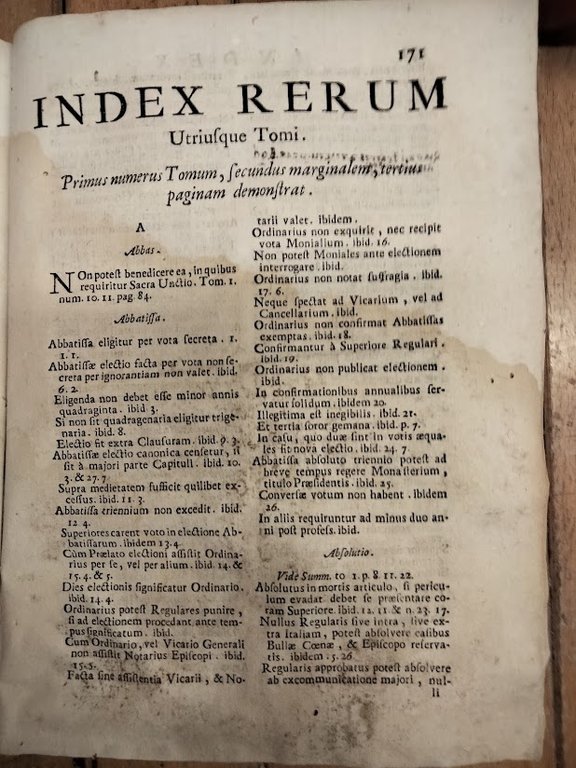 171
INDEX RERUM
Utriuſque Tomi.
Primus numerus Tomum, ſecundus marginalem, tertius
paginam demonſtrat.
A
Abbas.
NOn poteſt benedicere ea, in quibus
requiritur Sacra Unctio. Tom. 1.
num. 10. 11. pag. 84.
Abbatiſſa.
Abbatiſſa eligitur per vota ſecreta. 1.
1. 1.
Abbatiſſæ electio facta per vota non ſe-
creta per ignorantiam non valet. ibid.
6. 2.
Eligenda non debet eſſe minor annis
quadraginta. ibid. 3.
Si non ſit quadragenaria eligitur trige-
naria. ibid. 8.
Electio fit extra Clauſuram. ibid. 9. 3.
Abbatiſſæ electio canonica cenſetur, ſi
ſit à majori parte Capituli. ibid. 10.
3. & 27. 7
Supra medietatem ſufficit quilibet ex-
ceſſus. ibid. 11. 3.
Abbatiſſa triennium non excedit. ibid.
12 4.
Superiores carent voto in electione Ab-
batiſſarum. ibidem 13. 4.
Cùm Prælato electioni aſſiſtit Ordina-
rius per ſe, vel per alium. ibid. 14. &
15. 4. & 5.
Dies electionis ſignificatur Ordinario.
ibid. 14. 4.
Ordinarius poteſt Regulares punire,
ſi ad electionem procedant ante tem-
pus ſignificatum. ibid.
Cum Ordinario, vel Vicario Generali
non aſſiſtit Notarius Epiſcopi. ibid.
15. 5.
Facta ſine aſſiſtentia Vicarii, & No-
tarii valet. ibidem.
Ordinarius non exquirit, nec recipit
vota Monialium. ibid. 16.
Non poteſt Moniales ante electionem
interrogare. ibid.
Ordinarius non notat ſuffragia. ibid.
17. 6.
Neque ſpectat ad Vicarium, vel ad
Cancellarium. ibid.
Ordinarius non confirmat Abbatiſſas
exemptas. ibid. 18.
Confirmantur à Superiore Regulari.
ibid. 19.
Ordinarius non publicat electionem.
ibid.
In confirmationibus annualibus ſer-
vatur ſolidum. ibidem 20.
Illegitima eſt inegibilis. ibid. 21.
Et tertia ſoror gemana. ibid. p. 7.
In caſu, quo duæ ſint in votis æqua-
les fit nova electio. ibid. 24. 7
Abbatiſſa abſoluto triennio poteſt ad
breve tempus regere Monaſterium,
titulo Præſidentis. ibid. 25.
Converſæ votum non habent. ibidem
26.
In aliis requiruntur ad minus duo an-
ni poſt profeſs. ibid.
Abſolutio.
Vide Summ. to 1. p. 8. 11. 22.
Abſolutus in mortis articulo, ſi pericu-
lum evadat debet ſe præſentare co-
ram Superiore. ibid. 12. 11 & n. 23. 17.
Nullus Regularis ſive intra, ſive ex-
tra Italiam, poteſt abſolvere caſibus
Bullæ Cœnæ, & Epiſcopo reſerva-
tis. ibidem. 5. 26
Regularis approbatus poteſt abſolvere
ab excommunicatione majori, nul-
li